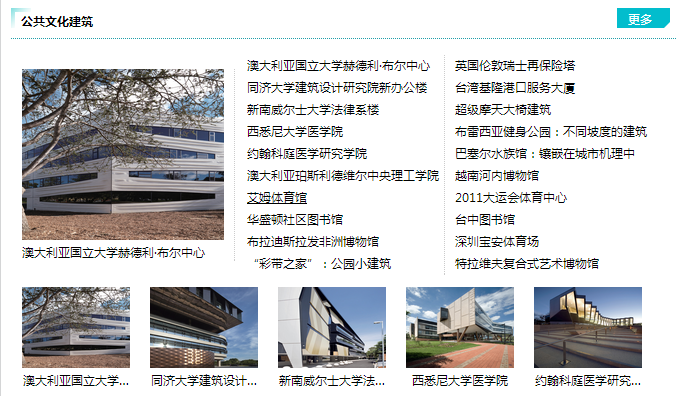 公共文化建筑
更多
澳大利亚国立大学赫德利·布尔中心
澳大利亚国立大学赫德利·布尔中心
同济大学建筑设计研究院新办公楼
新南威尔士大学法律系楼
西悉尼大学医学院
约翰科庭医学研究学院
澳大利亚珀斯利德维尔中央理工学院
艾姆体育馆
华盛顿社区图书馆
布拉迪斯拉发非洲博物馆
“彩带之家”：公园小建筑
英国伦敦瑞士再保险塔
台湾基隆港口服务大厦
超级摩天大椅建筑
布雷西亚健身公园：不同坡度的建筑
巴塞尔水族馆：镶嵌在城市机理中
越南河内博物馆
2011大运会体育中心
台中图书馆
深圳宝安体育场
特拉维夫复合式艺术博物馆
澳大利亚国立大学...
同济大学建筑设计...
新南威尔士大学法...
西悉尼大学医学院
约翰科庭医学研究...